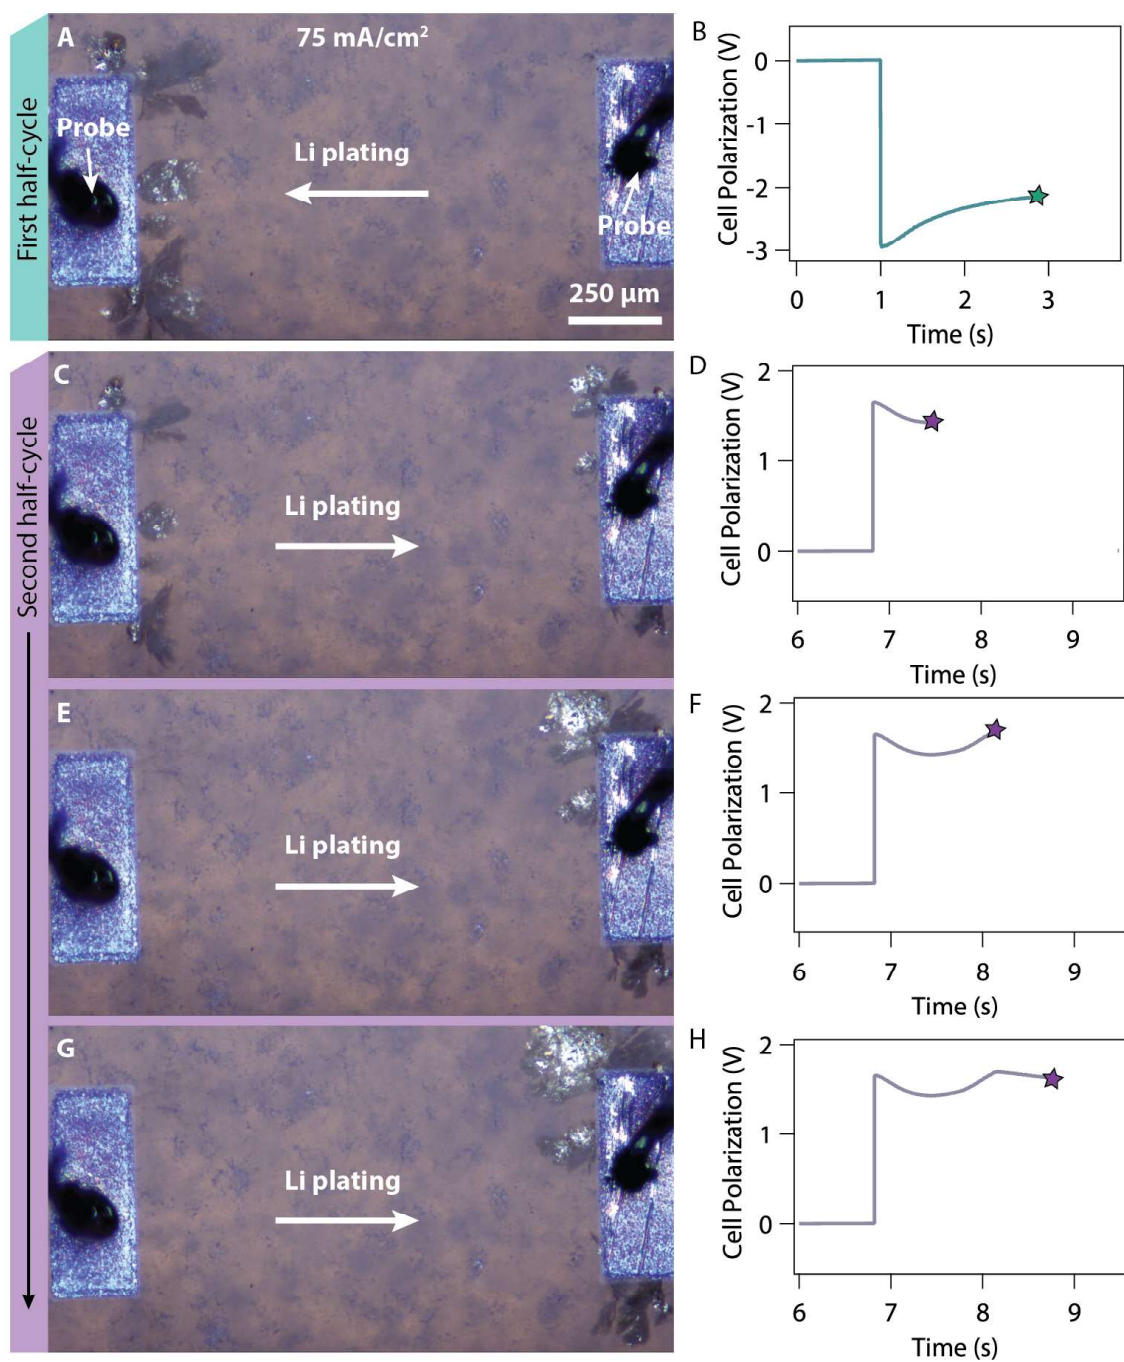 First half-cycle
A
75 mA/cm²
Probe
Li plating
Probe
250 µm
B
Cell Polarization (V)
0
-1
-2
-3
0 1 2 3
Time (s)
Second half-cycle
C
Li plating
D
Cell Polarization (V)
2
1
0
6 7 8 9
Time (s)
E
Li plating
F
Cell Polarization (V)
2
1
0
6 7 8 9
Time (s)
G
Li plating
H
Cell Polarization (V)
2
1
0
6 7 8 9
Time (s)